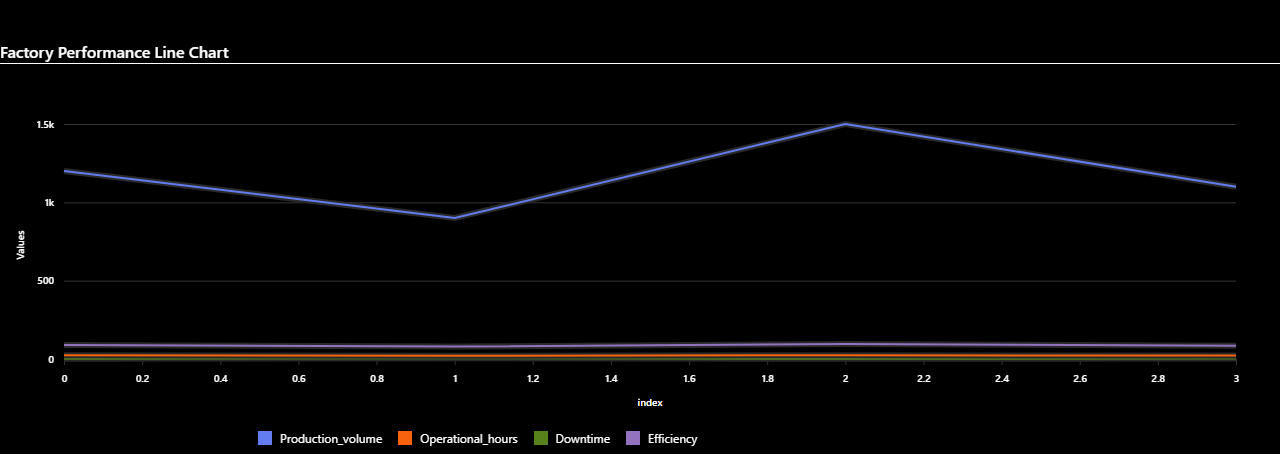 Factory Performance Line Chart
1.5k
1k
500
0
Values
0 0.2 0.4 0.6 0.8 1 1.2 1.4 1.6 1.8 2 2.2 2.4 2.6 2.8 3
index
Production_volume Operational_hours Downtime Efficiency